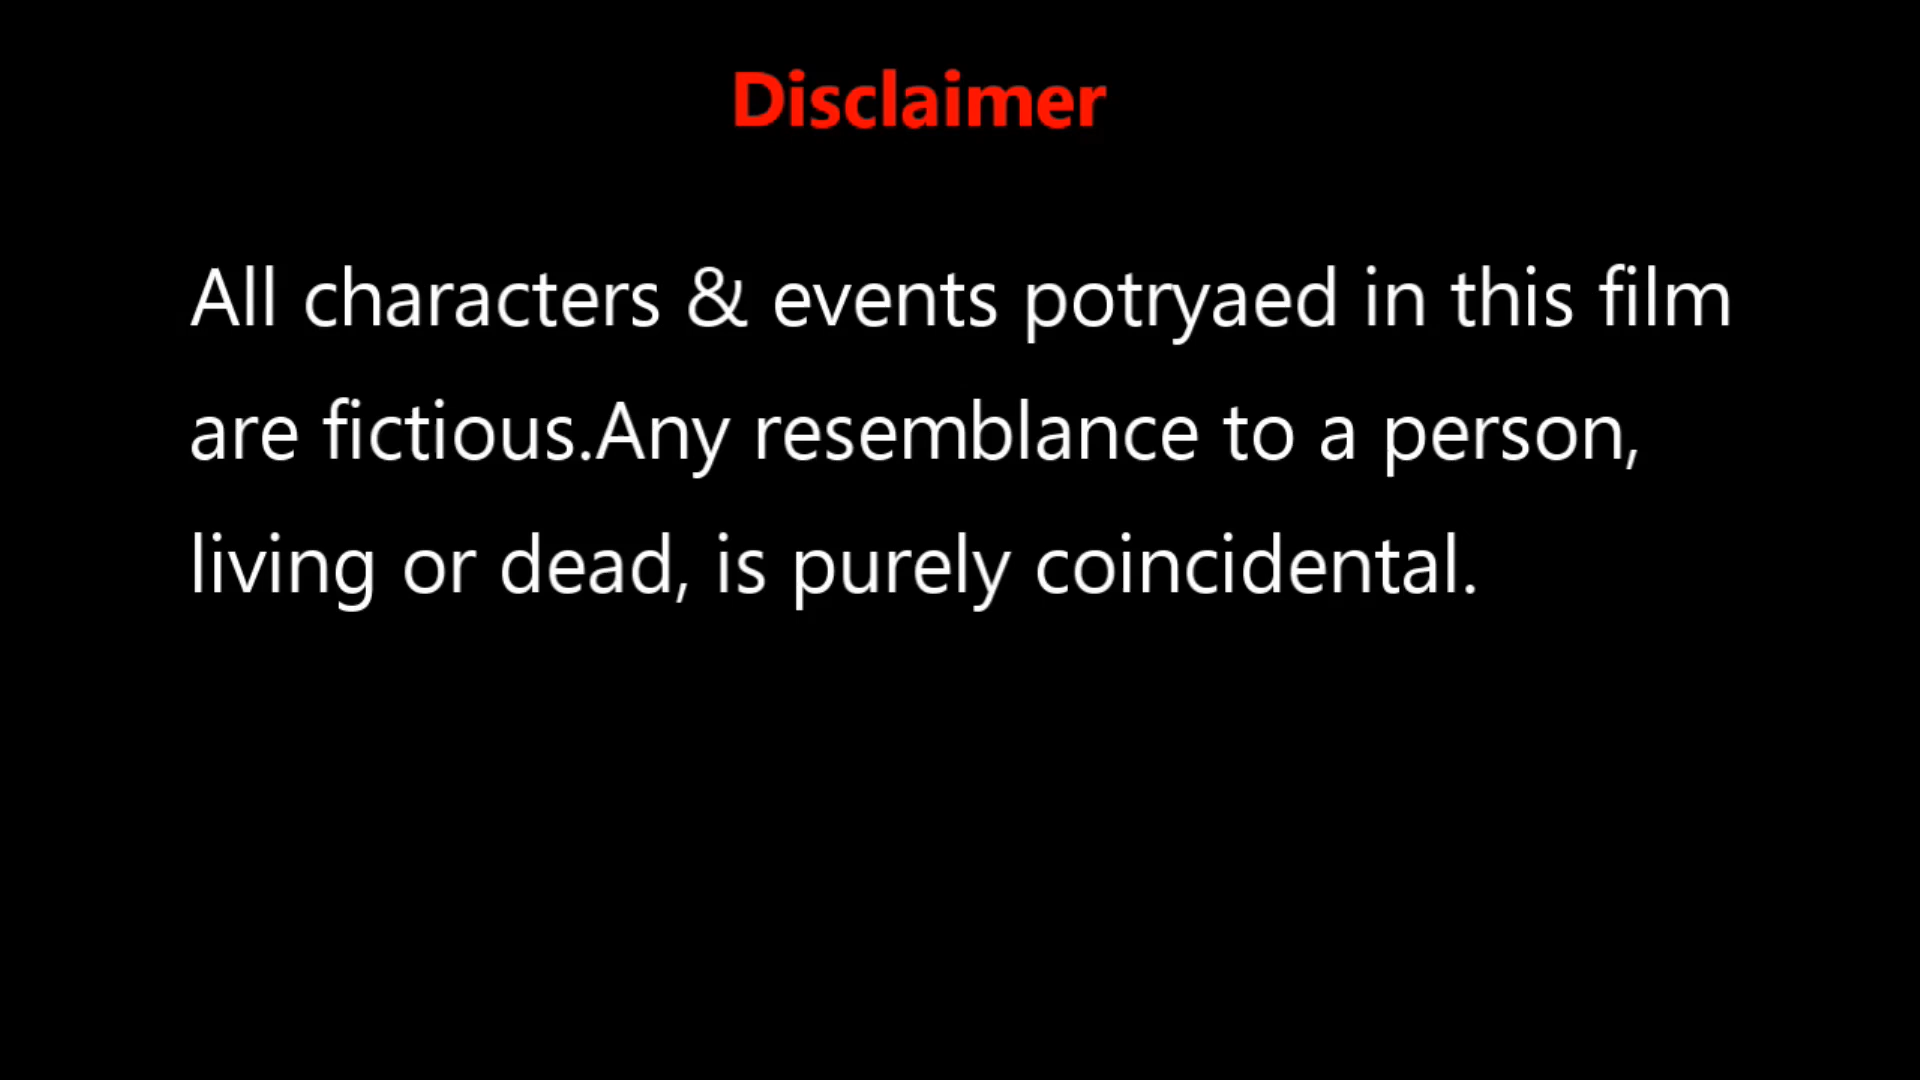 Disclaimer
All characters & events potryaed in this film
are fictious.Any resemblance to a person,
living or dead, is purely coincidental.